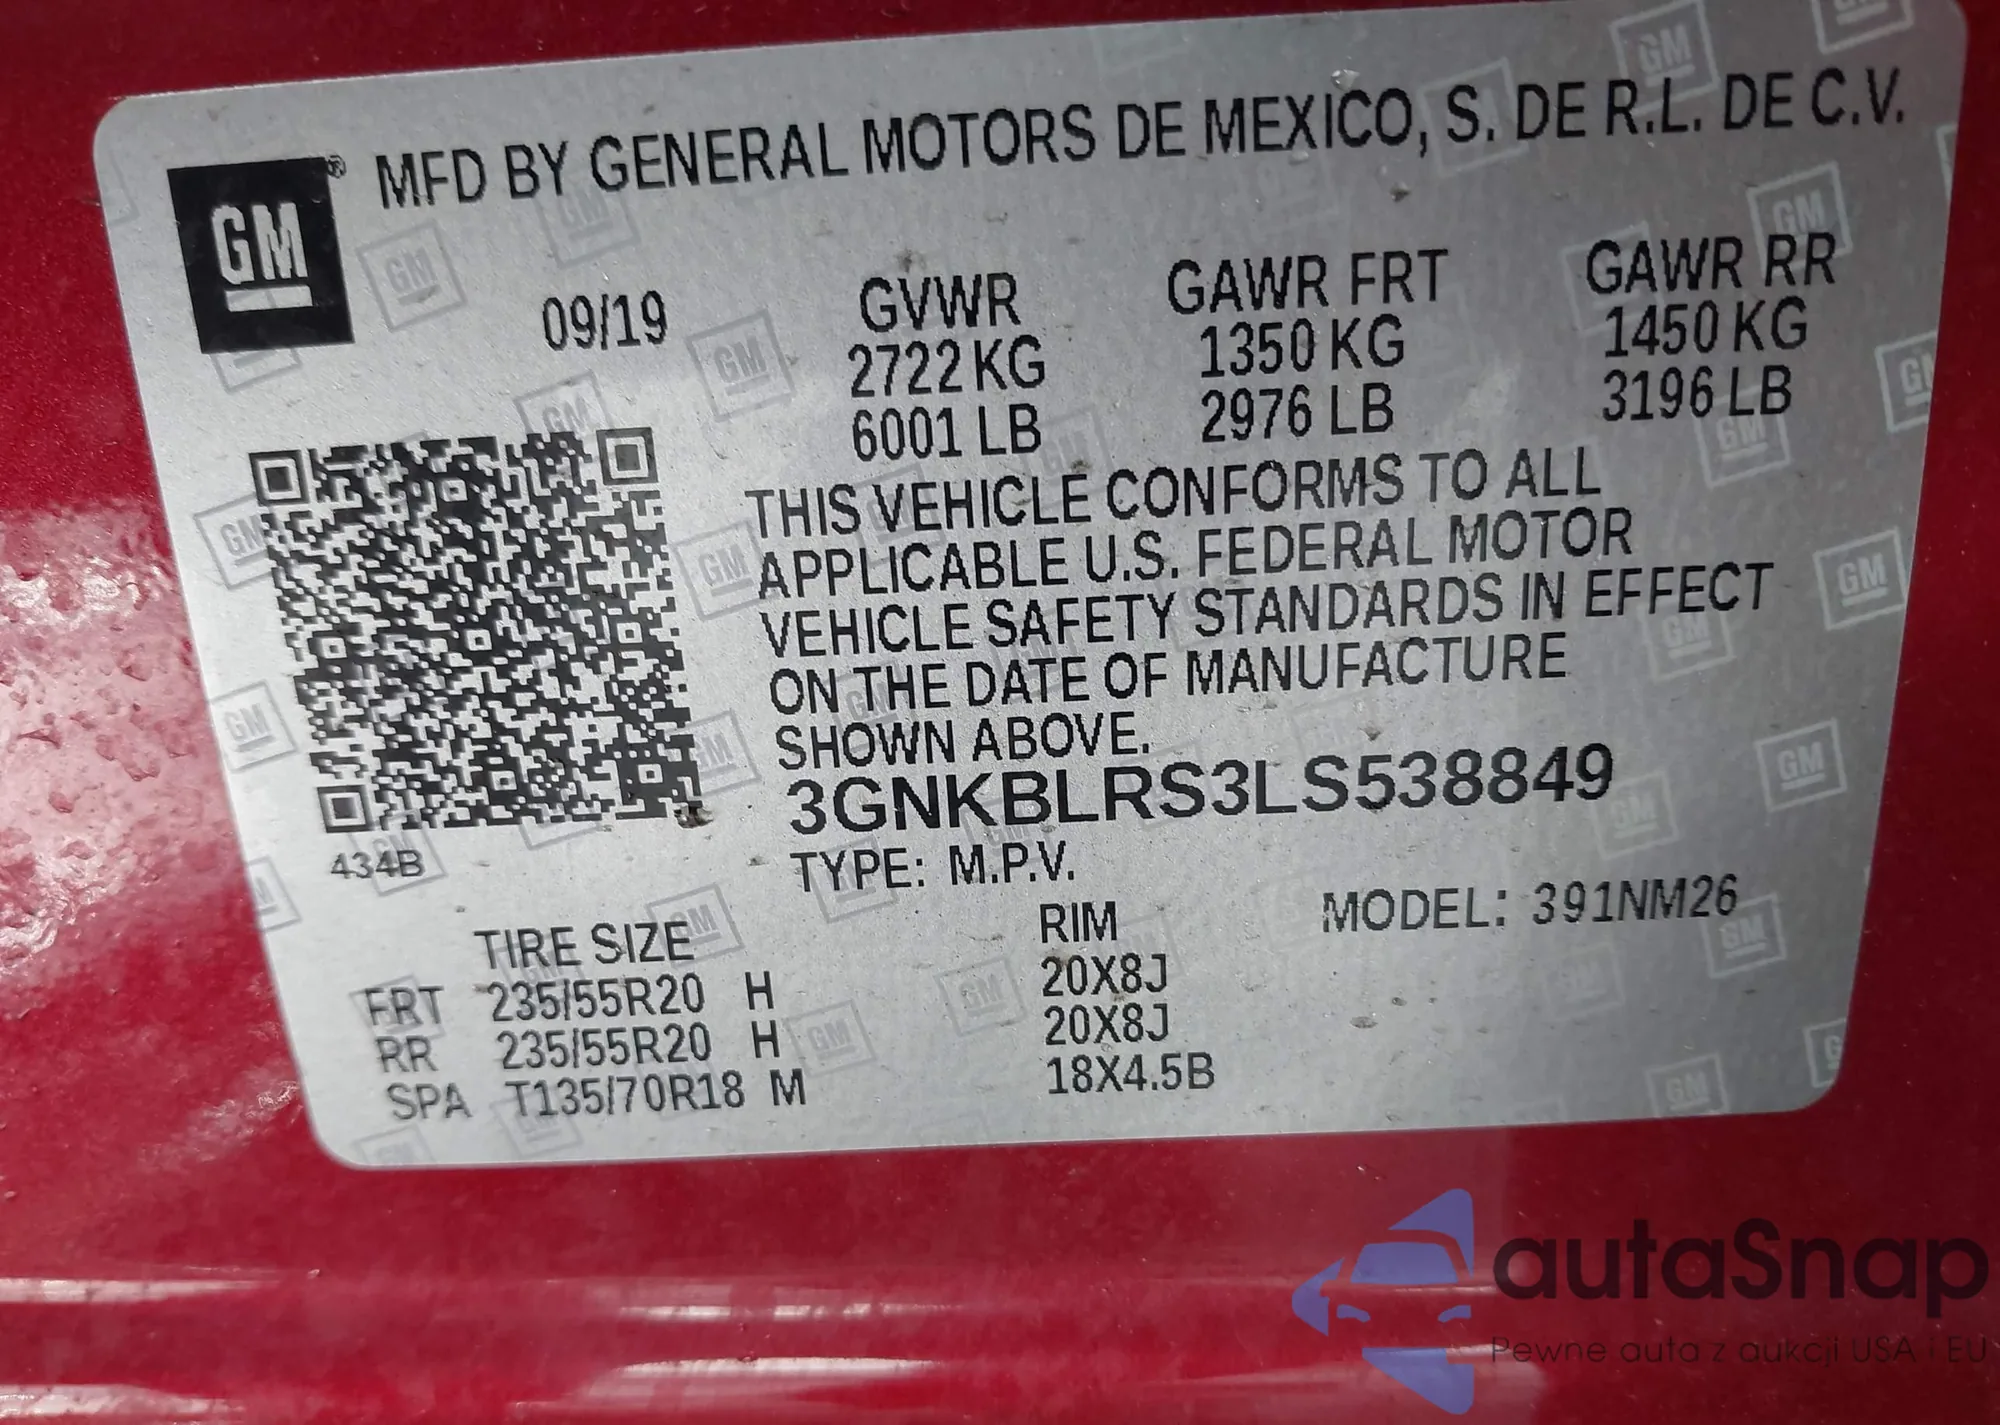 GM® MFD BY GENERAL MOTORS DE MEXICO, S. DE R.L. DE C.V.
09/19 GVWR GAWR FRT GAWR RR
2722 KG 1350 KG 1450 KG
6001 LB 2976 LB 3196 LB
THIS VEHICLE CONFORMS TO ALL
APPLICABLE U.S. FEDERAL MOTOR
VEHICLE SAFETY STANDARDS IN EFFECT
ON THE DATE OF MANUFACTURE
SHOWN ABOVE.
3GNKBLRS3LS538849
434B TYPE: M.P.V.
MODEL: 391NM26
TIRE SIZE RIM
FRT 235/55R20 H 20X8J
RR 235/55R20 H 20X8J
SPA T135/70R18 M 18X4.5B
autaSnap
Pewne auta z aukcji USA i EU